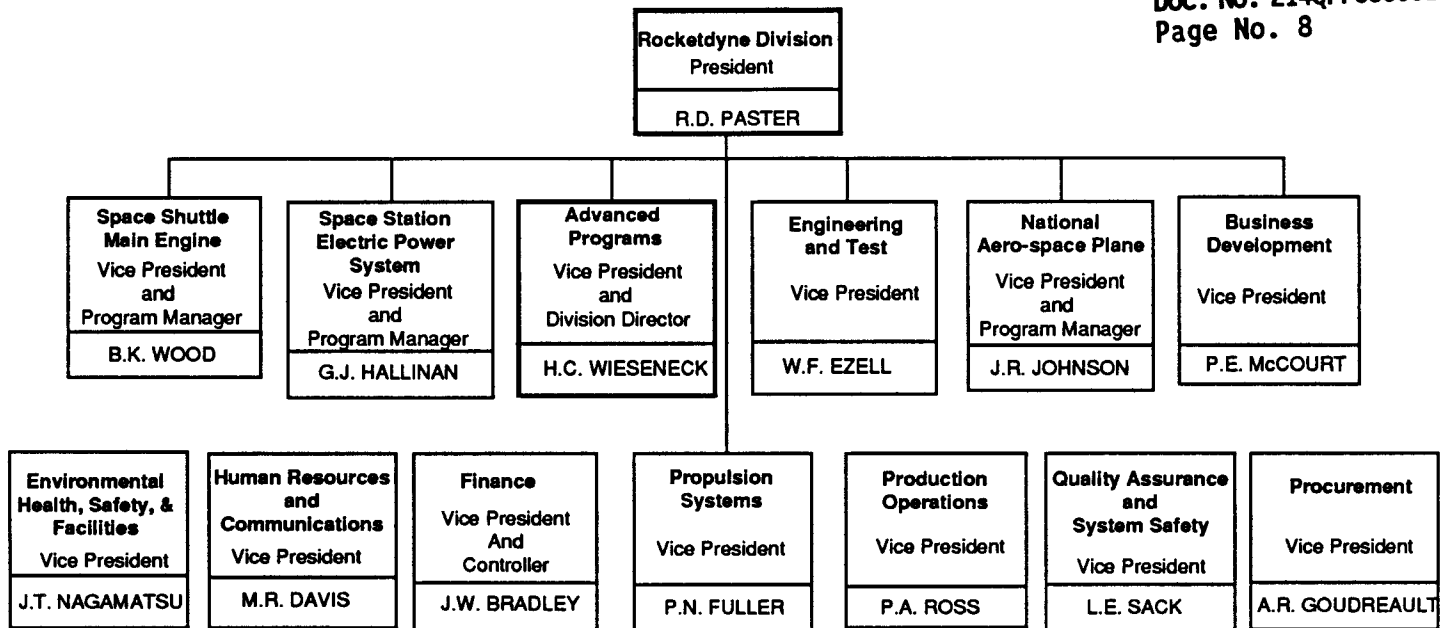 Page No. 8
Rocketdyne Division
President
R.D. PASTER
Space Shuttle
Main Engine
Vice President
and
Program Manager
B.K. WOOD
Space Station
Electric Power
System
Vice President
and
Program Manager
G.J. HALLINAN
Advanced
Programs
Vice President
and
Division Director
H.C. WIESENECK
Engineering
and Test
Vice President
W.F. EZELL
National
Aero-space Plane
Vice President
and
Program Manager
J.R. JOHNSON
Business
Development
Vice President
P.E. McCOURT
Environmental
Health, Safety, &
Facilities
Vice President
J.T. NAGAMATSU
Human Resources
and
Communications
Vice President
M.R. DAVIS
Finance
Vice President
And
Controller
J.W. BRADLEY
Propulsion
Systems
Vice President
P.N. FULLER
Production
Operations
Vice President
P.A. ROSS
Quality Assurance
and
System Safety
Vice President
L.E. SACK
Procurement
Vice President
A.R. GOUDREAULT